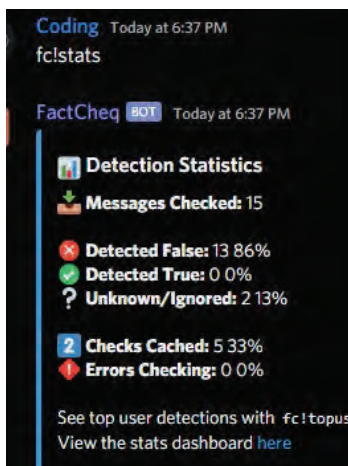 Coding Today at 6:37 PM
fc!stats
FactCheq BOT Today at 6:37 PM
Detection Statistics
Messages Checked: 15
Detected False: 13 86%
Detected True: 0 0%
Unknown/Ignored: 2 13%
2 Checks Cached: 5 33%
Errors Checking: 0 0%
See top user detections with fc!topus
View the stats dashboard here